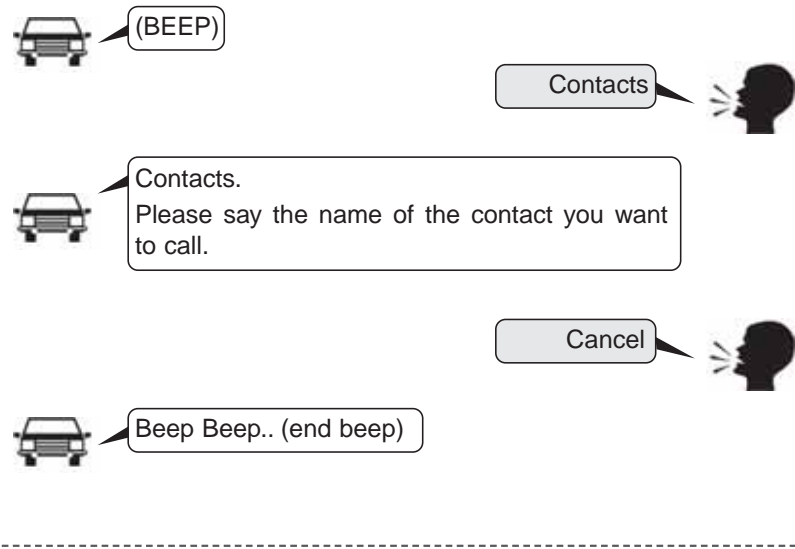 (BEEP)
Contacts
Contacts.
Please say the name of the contact you want
to call.
Cancel
Beep Beep.. (end beep)